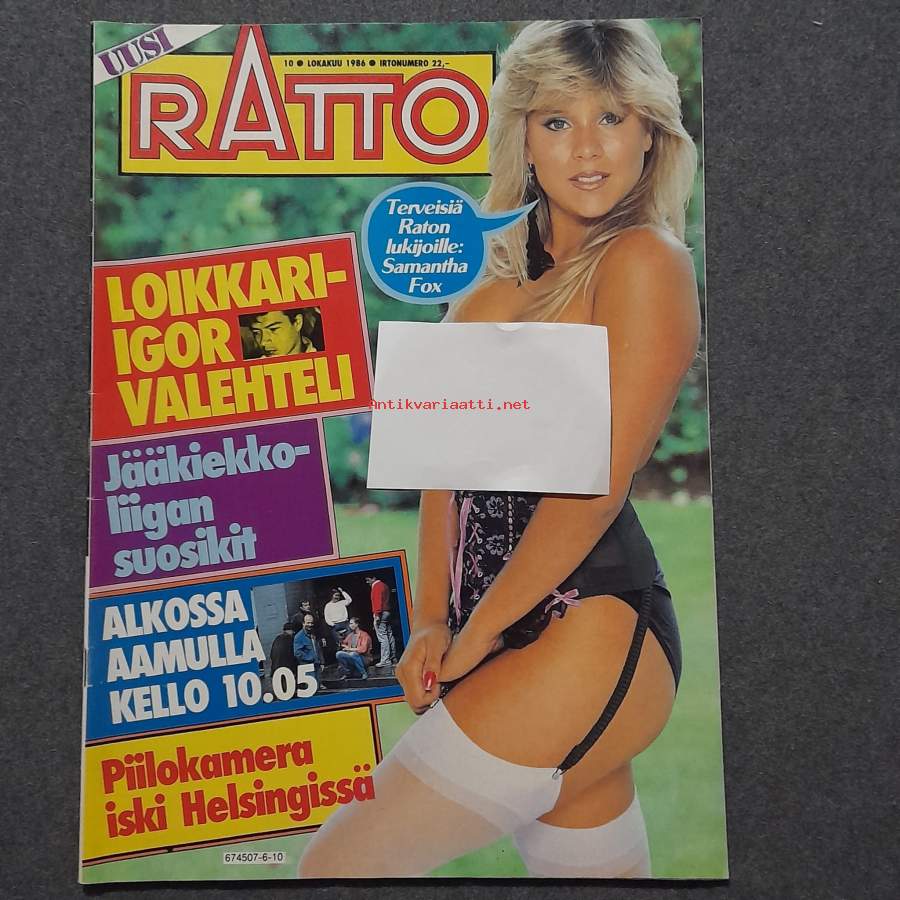 UUSI
10 ● LOKAKUU 1986 ● IRTONUMERO 22,–
RATTO
Terveisiä
Raton
lukijoille:
Samantha
Fox
LOIKKARI-
IGOR
VALEHTELI
Antikvariaatti.net
Jääkiekko-
liigan
suosikit
ALKOSSA
AAMULLA
KELLO 10.05
Piilokamera
iski Helsingissä
674507-6-10